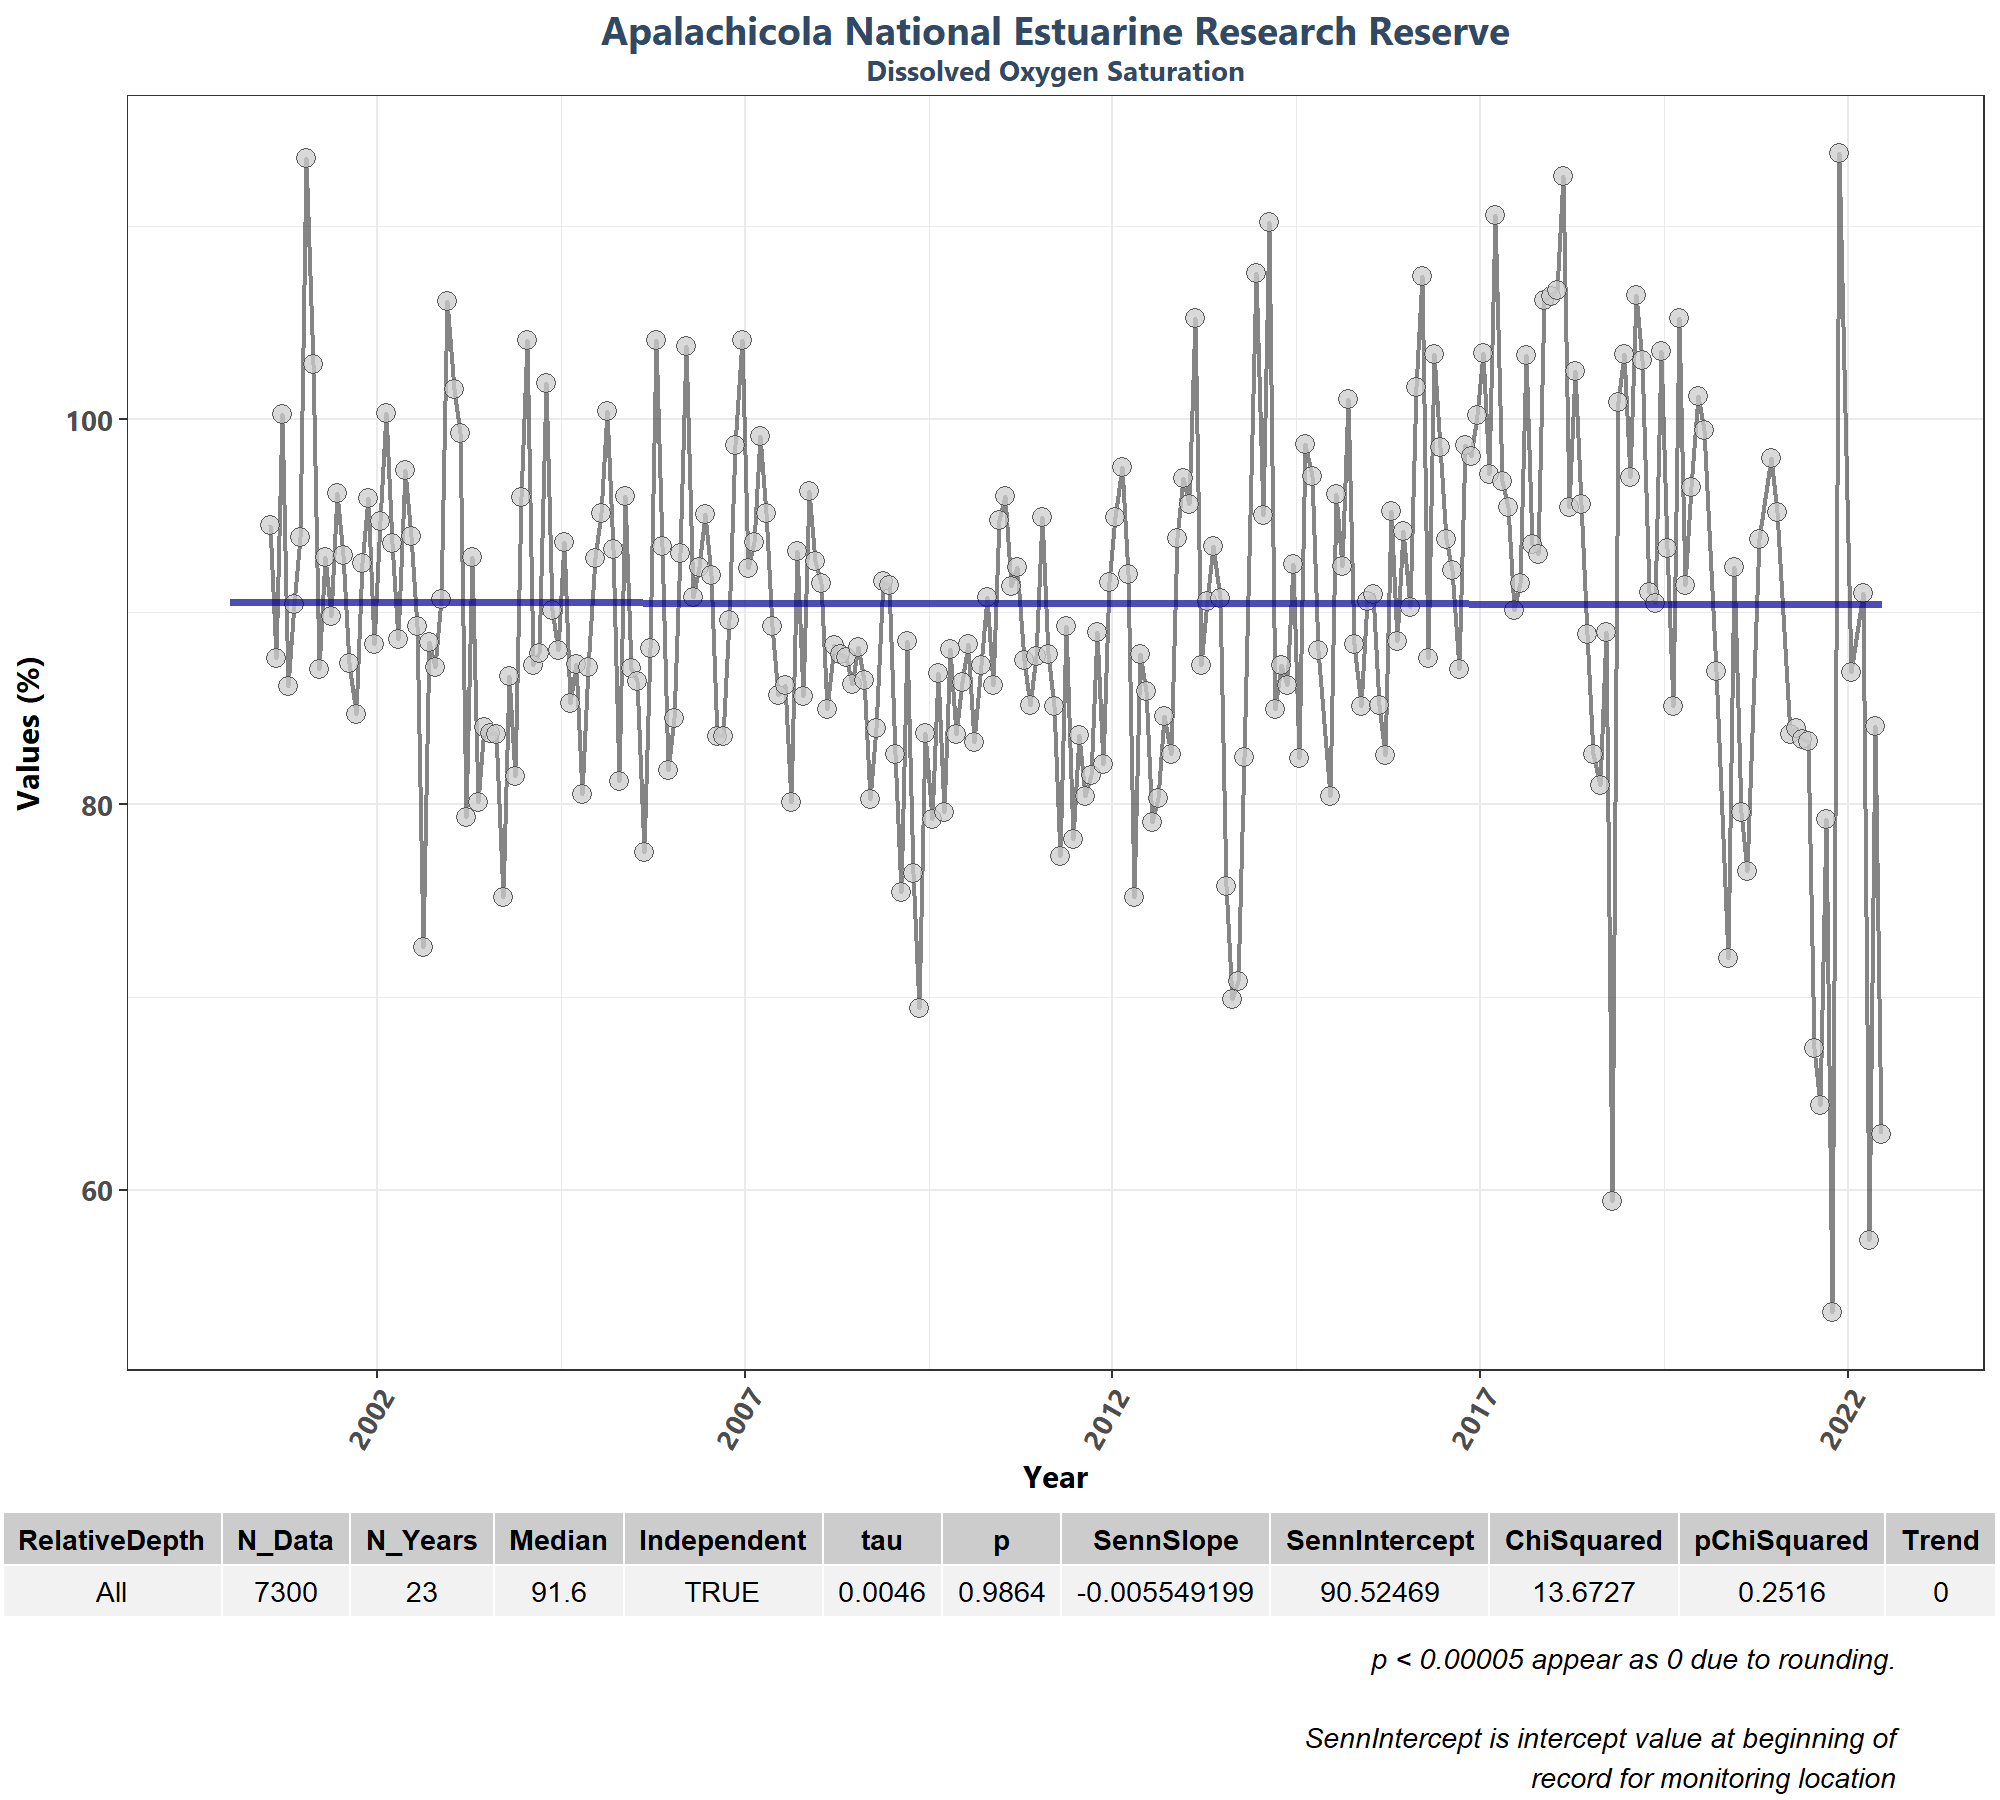 Apalachicola National Estuarine Research Reserve
Dissolved Oxygen Saturation
Values (%)
100
80
60
2002 2007 2012 2017 2022
Year
RelativeDepth N_Data N_Years Median Independent tau p SennSlope SennIntercept ChiSquared pChiSquared Trend
All 7300 23 91.6 TRUE 0.0046 0.9864 -0.005549199 90.52469 13.6727 0.2516 0
p < 0.00005 appear as 0 due to rounding.
SennIntercept is intercept value at beginning of
record for monitoring location